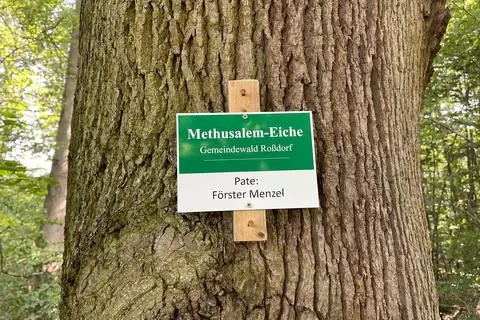 Methusalem-Eiche
Gemeindewald Roßdorf
Pate:
Förster Menzel